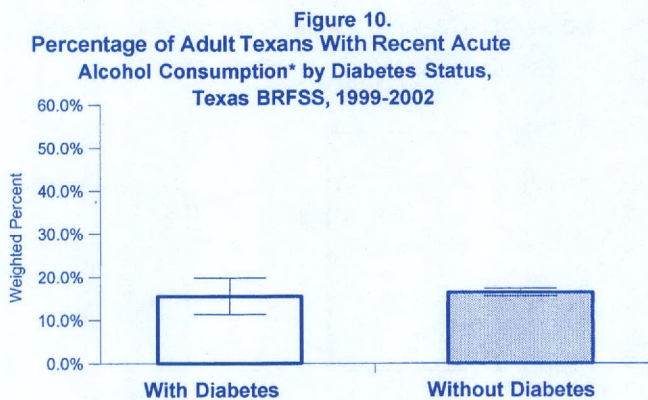 Figure 10.
Percentage of Adult Texans With Recent Acute
Alcohol Consumption* by Diabetes Status,
Texas BRFSS, 1999-2002
Weighted Percent
60.0%
50.0%
40.0%
30.0%
20.0%
10.0%
0.0%
With Diabetes
Without Diabetes